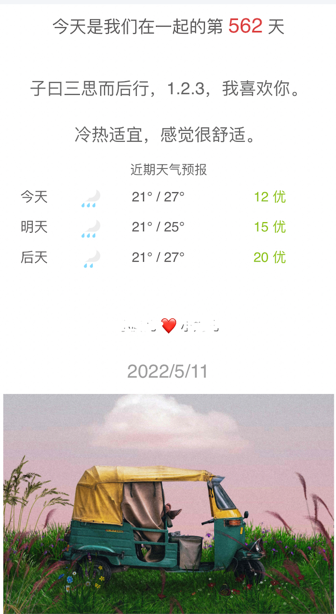 今天是我们在一起的第 562 天
子曰三思而后行，1.2.3，我喜欢你。
冷热适宜，感觉很舒适。
近期天气预报
今天 21° / 27° 12 优
明天 21° / 25° 15 优
后天 21° / 27° 20 优
2022/5/11